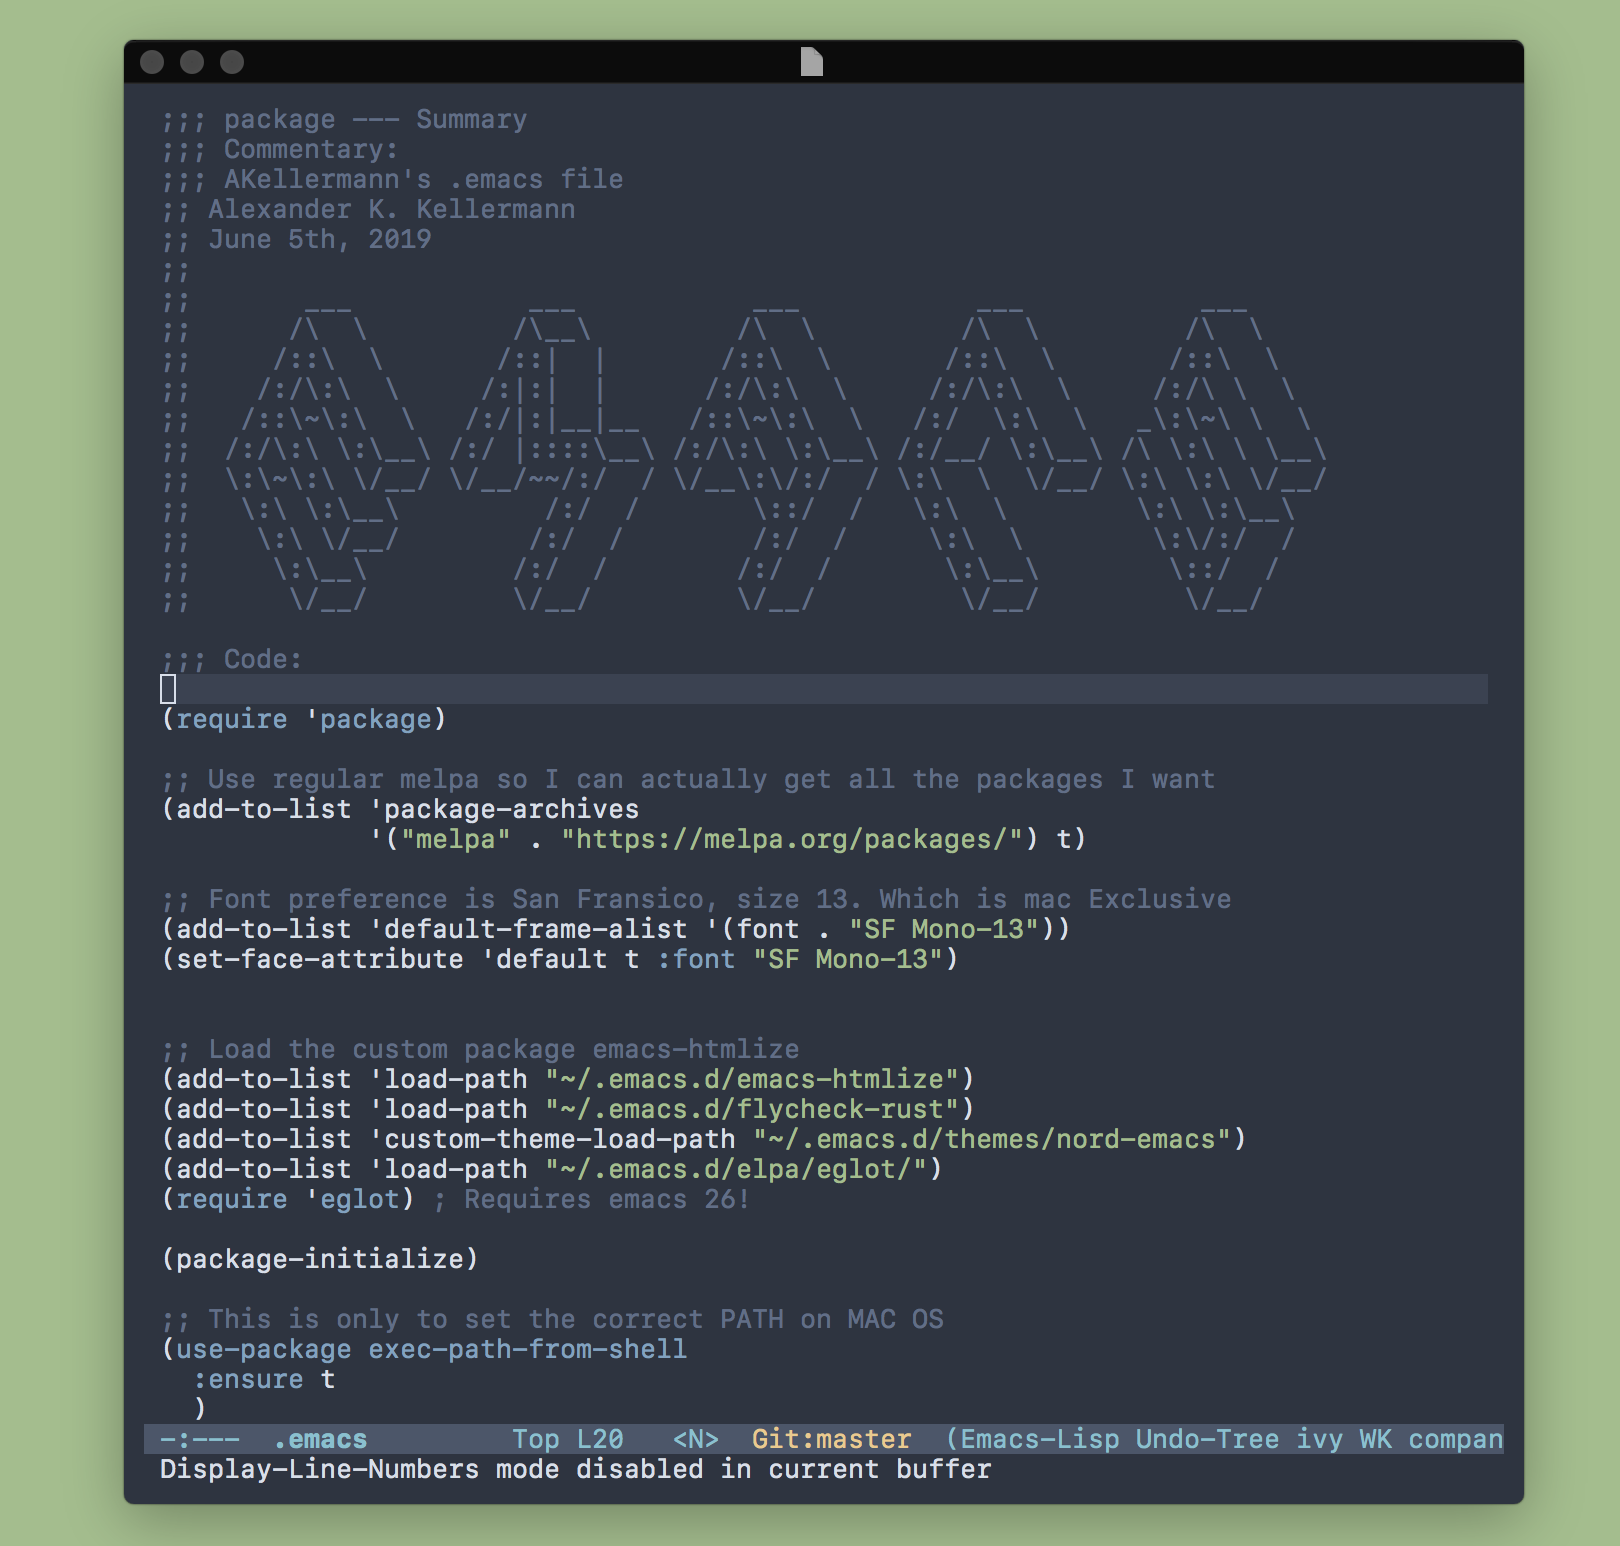 ;;; package --- Summary
;;; Commentary:
;;; AKellermann's .emacs file
;; Alexander K. Kellermann
;; June 5th, 2019
;;
;;       ___           ___           ___           ___           ___
;;      /\  \         /\__\         /\  \         /\  \         /\  \
;;     /::\  \       /::|  |       /::\  \       /::\  \       /::\  \
;;    /:/\:\  \     /:|:|  |      /:/\:\  \     /:/\:\  \     /:/\ \  \
;;   /::\~\:\  \   /:/|:|__|__   /::\~\:\  \   /:/  \:\  \   _\:\~\ \  \
;;  /:/\:\ \:\__\ /:/ |::::\__\ /:/\:\ \:\__\ /:/__/ \:\__\ /\ \:\ \ \__\
;;  \:\~\:\ \/__/ \/__/~~/:/  / \/__\:\/:/  / \:\  \  \/__/ \:\ \:\ \/__/
;;   \:\ \:\__\         /:/  /       \::/  /   \:\  \        \:\ \:\__\
;;    \:\ \/__/        /:/  /        /:/  /     \:\  \        \:\/:/  /
;;     \:\__\         /:/  /        /:/  /       \:\__\        \::/  /
;;      \/__/         \/__/         \/__/         \/__/         \/__/
;;; Code:
(require 'package)
;; Use regular melpa so I can actually get all the packages I want
(add-to-list 'package-archives
             '("melpa" . "https://melpa.org/packages/") t)
;; Font preference is San Fransico, size 13. Which is mac Exclusive
(add-to-list 'default-frame-alist '(font . "SF Mono-13"))
(set-face-attribute 'default t :font "SF Mono-13")
;; Load the custom package emacs-htmlize
(add-to-list 'load-path "~/.emacs.d/emacs-htmlize")
(add-to-list 'load-path "~/.emacs.d/flycheck-rust")
(add-to-list 'custom-theme-load-path "~/.emacs.d/themes/nord-emacs")
(add-to-list 'load-path "~/.emacs.d/elpa/eglot/")
(require 'eglot) ; Requires emacs 26!
(package-initialize)
;; This is only to set the correct PATH on MAC OS
(use-package exec-path-from-shell
  :ensure t
  )
-:---  .emacs         Top L20   <N>  Git:master  (Emacs-Lisp Undo-Tree ivy WK compan
Display-Line-Numbers mode disabled in current buffer